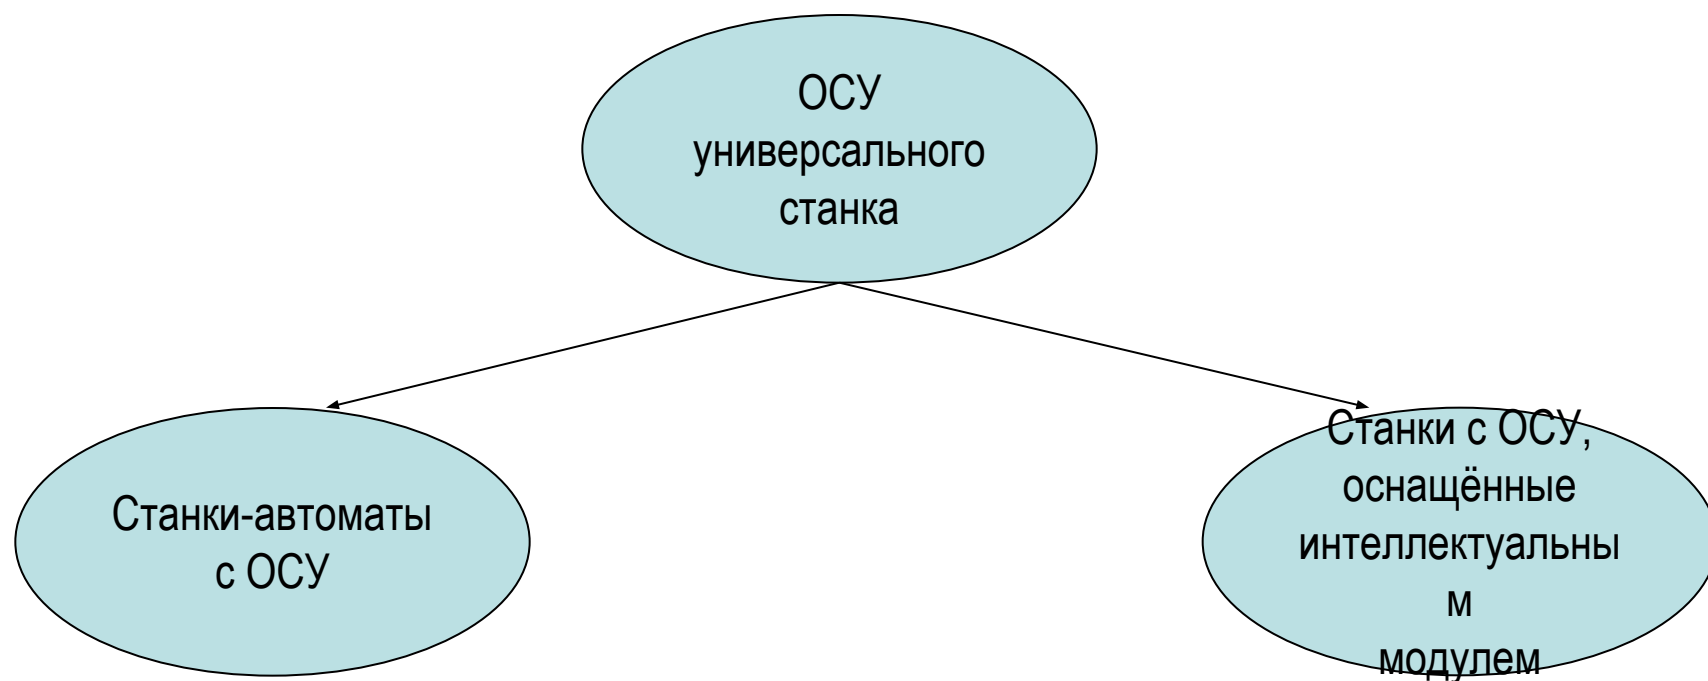 ОСУ
универсального
станка
Станки-автоматы
с ОСУ
Станки с ОСУ,
оснащённые
интеллектуальны
м
модулем